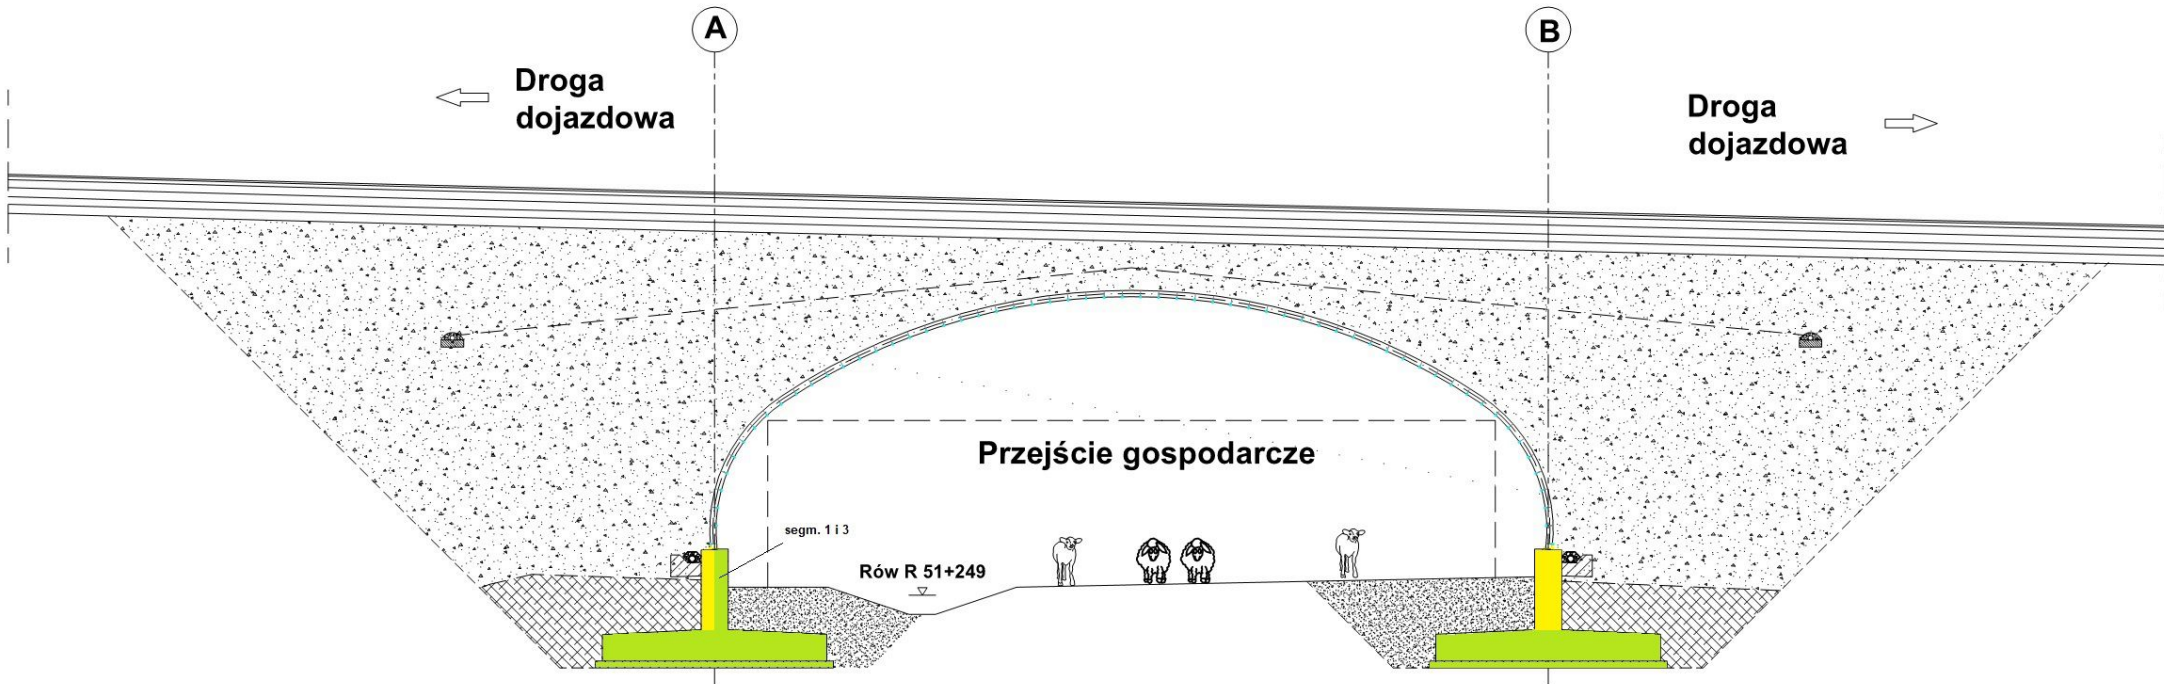 A
B
Droga
dojazdowa
Droga
dojazdowa
Przejście gospodarcze
segm. 1 i 3
Rów R 51+249